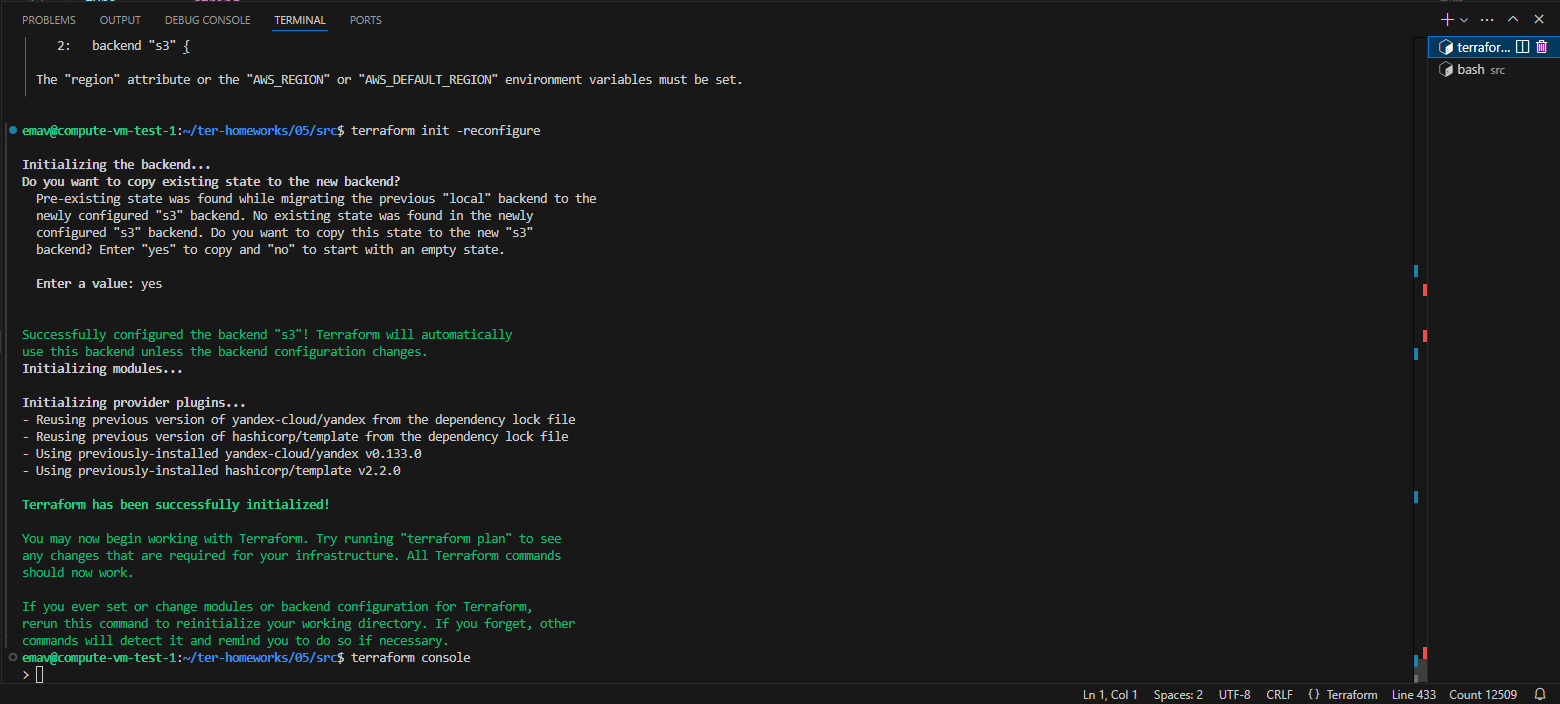 PROBLEMS OUTPUT DEBUG CONSOLE TERMINAL PORTS
2: backend "s3" {
The "region" attribute or the "AWS_REGION" or "AWS_DEFAULT_REGION" environment variables must be set.
terrafor...
bash src
emav@compute-vm-test-1:~/ter-homeworks/05/src$ terraform init -reconfigure
Initializing the backend...
Do you want to copy existing state to the new backend?
Pre-existing state was found while migrating the previous "local" backend to the
newly configured "s3" backend. No existing state was found in the newly
configured "s3" backend. Do you want to copy this state to the new "s3"
backend? Enter "yes" to copy and "no" to start with an empty state.
Enter a value: yes
Successfully configured the backend "s3"! Terraform will automatically
use this backend unless the backend configuration changes.
Initializing modules...
Initializing provider plugins...
- Reusing previous version of yandex-cloud/yandex from the dependency lock file
- Reusing previous version of hashicorp/template from the dependency lock file
- Using previously-installed yandex-cloud/yandex v0.133.0
- Using previously-installed hashicorp/template v2.2.0
Terraform has been successfully initialized!
You may now begin working with Terraform. Try running "terraform plan" to see
any changes that are required for your infrastructure. All Terraform commands
should now work.
If you ever set or change modules or backend configuration for Terraform,
rerun this command to reinitialize your working directory. If you forget, other
commands will detect it and remind you to do so if necessary.
emav@compute-vm-test-1:~/ter-homeworks/05/src$ terraform console
>
Ln 1, Col 1 Spaces: 2 UTF-8 CRLF {} Terraform Line 433 Count 12509